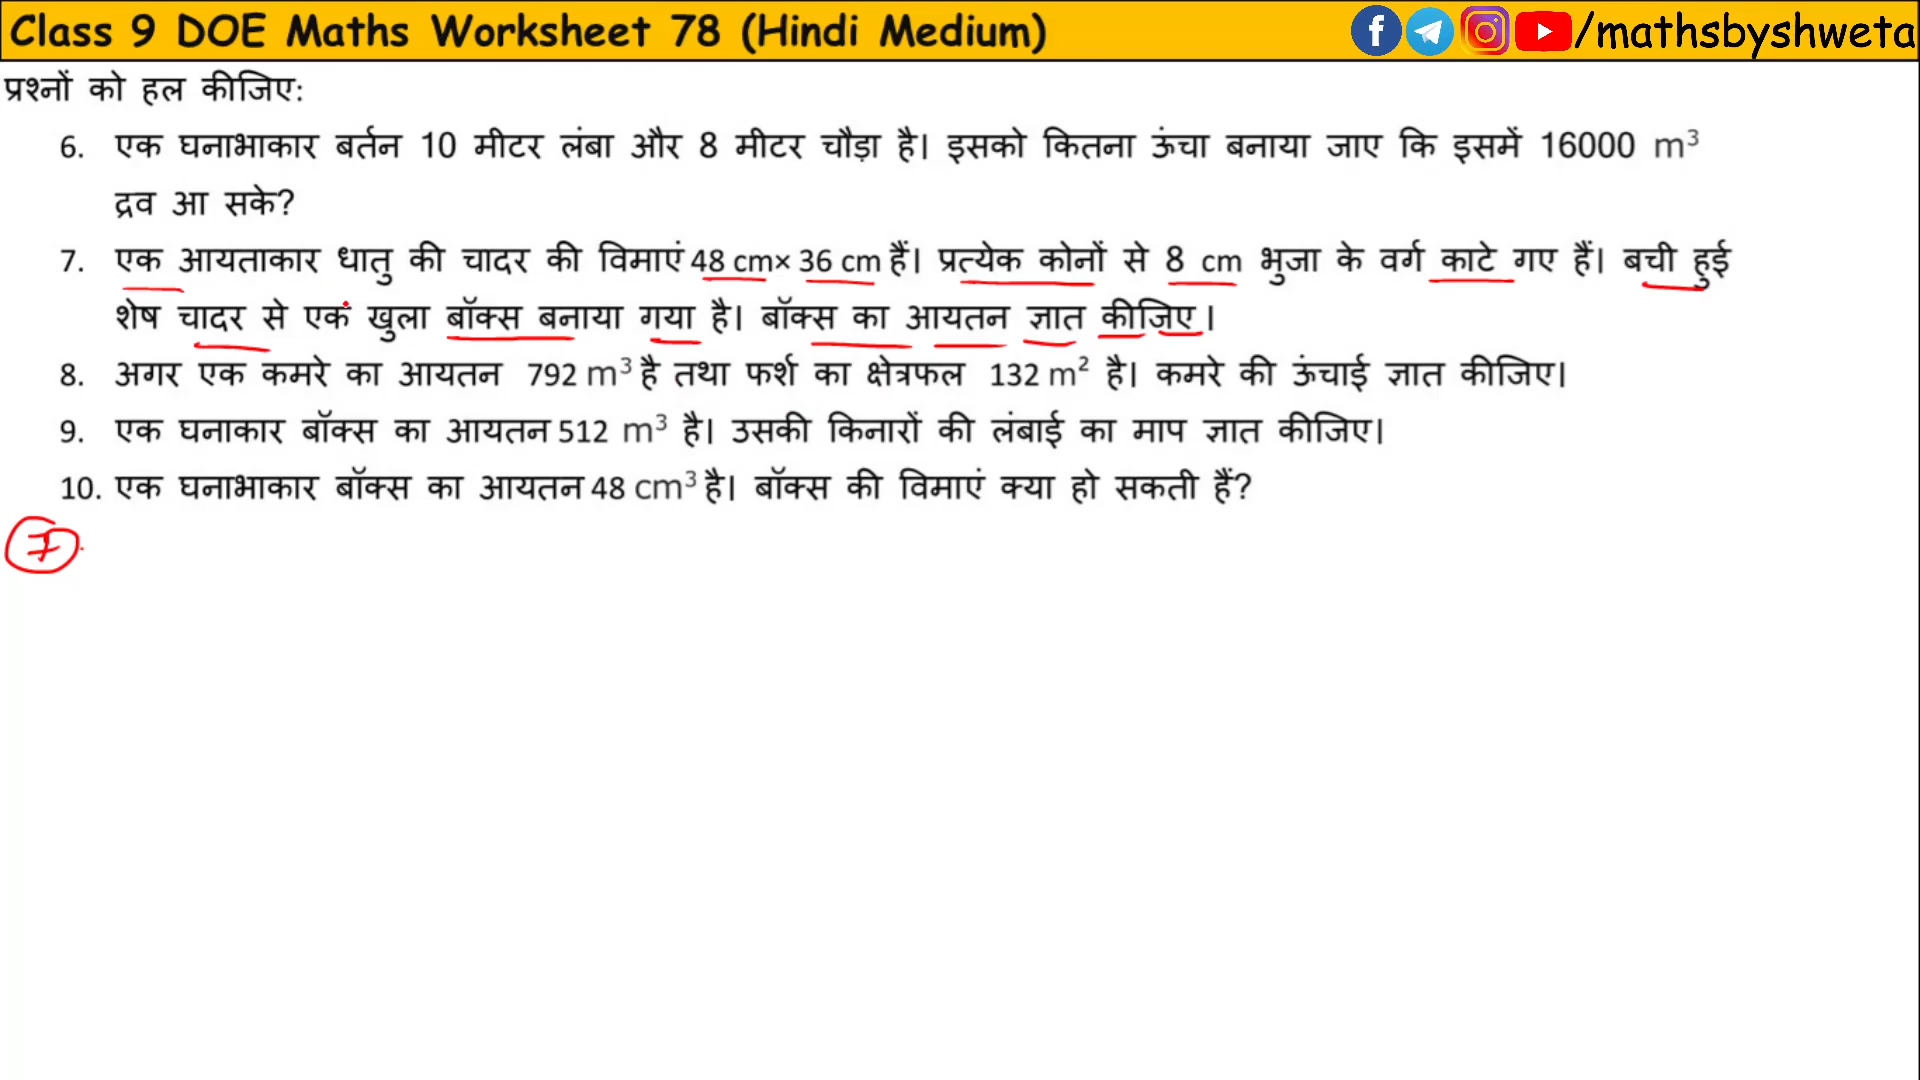 Class 9 DOE Maths Worksheet 78 (Hindi Medium) /mathsbyshweta
प्रश्नों को हल कीजिए:
6. एक घनाभाकार बर्तन 10 मीटर लंबा और 8 मीटर चौड़ा है। इसको कितना ऊंचा बनाया जाए कि इसमें 16000 m³
द्रव आ सके?
7. एक आयताकार धातु की चादर की विमाएं 48 cm× 36 cm हैं। प्रत्येक कोनों से 8 cm भुजा के वर्ग काटे गए हैं। बची हुई
शेष चादर से एक खुला बॉक्स बनाया गया है। बॉक्स का आयतन ज्ञात कीजिए।
8. अगर एक कमरे का आयतन 792 m³ है तथा फर्श का क्षेत्रफल 132 m² है। कमरे की ऊंचाई ज्ञात कीजिए।
9. एक घनाकार बॉक्स का आयतन 512 m³ है। उसकी किनारों की लंबाई का माप ज्ञात कीजिए।
10. एक घनाभाकार बॉक्स का आयतन 48 cm³ है। बॉक्स की विमाएं क्या हो सकती हैं?
7